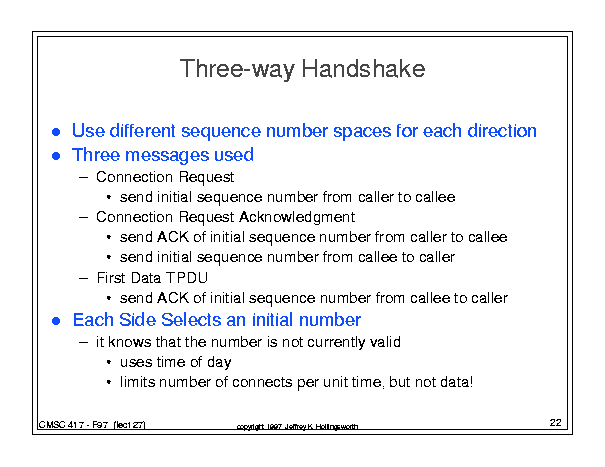 Three-way Handshake
● Use different sequence number spaces for each direction
● Three messages used
– Connection Request
• send initial sequence number from caller to callee
– Connection Request Acknowledgment
• send ACK of initial sequence number from caller to callee
• send initial sequence number from callee to caller
– First Data TPDU
• send ACK of initial sequence number from callee to caller
● Each Side Selects an initial number
– it knows that the number is not currently valid
• uses time of day
• limits number of connects per unit time, but not data!
CMSC 417 - F97 (lect 27)
copyright 1997 Jeffrey K. Hollingsworth
22